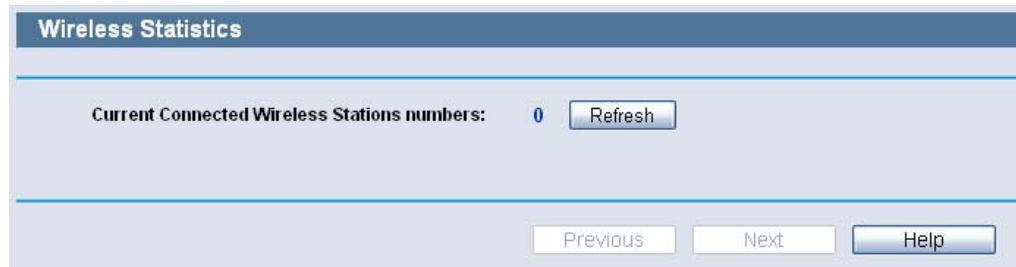 Wireless Statistics
Current Connected Wireless Stations numbers: 0 Refresh
Previous Next Help